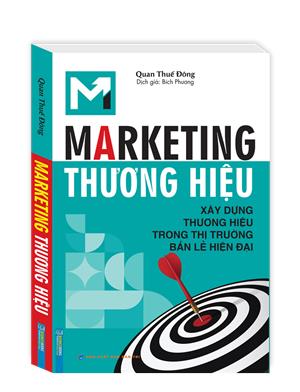 Quan Thuế Đông
Dịch giả: Bích Phương
M
MARKETING
THƯƠNG HIỆU
XÂY DỰNG
THƯƠNG HIỆU
TRONG THỊ TRƯỜNG
BÁN LẺ HIỆN ĐẠI
Quan Thuế Đông
MARKETING THƯƠNG HIỆU